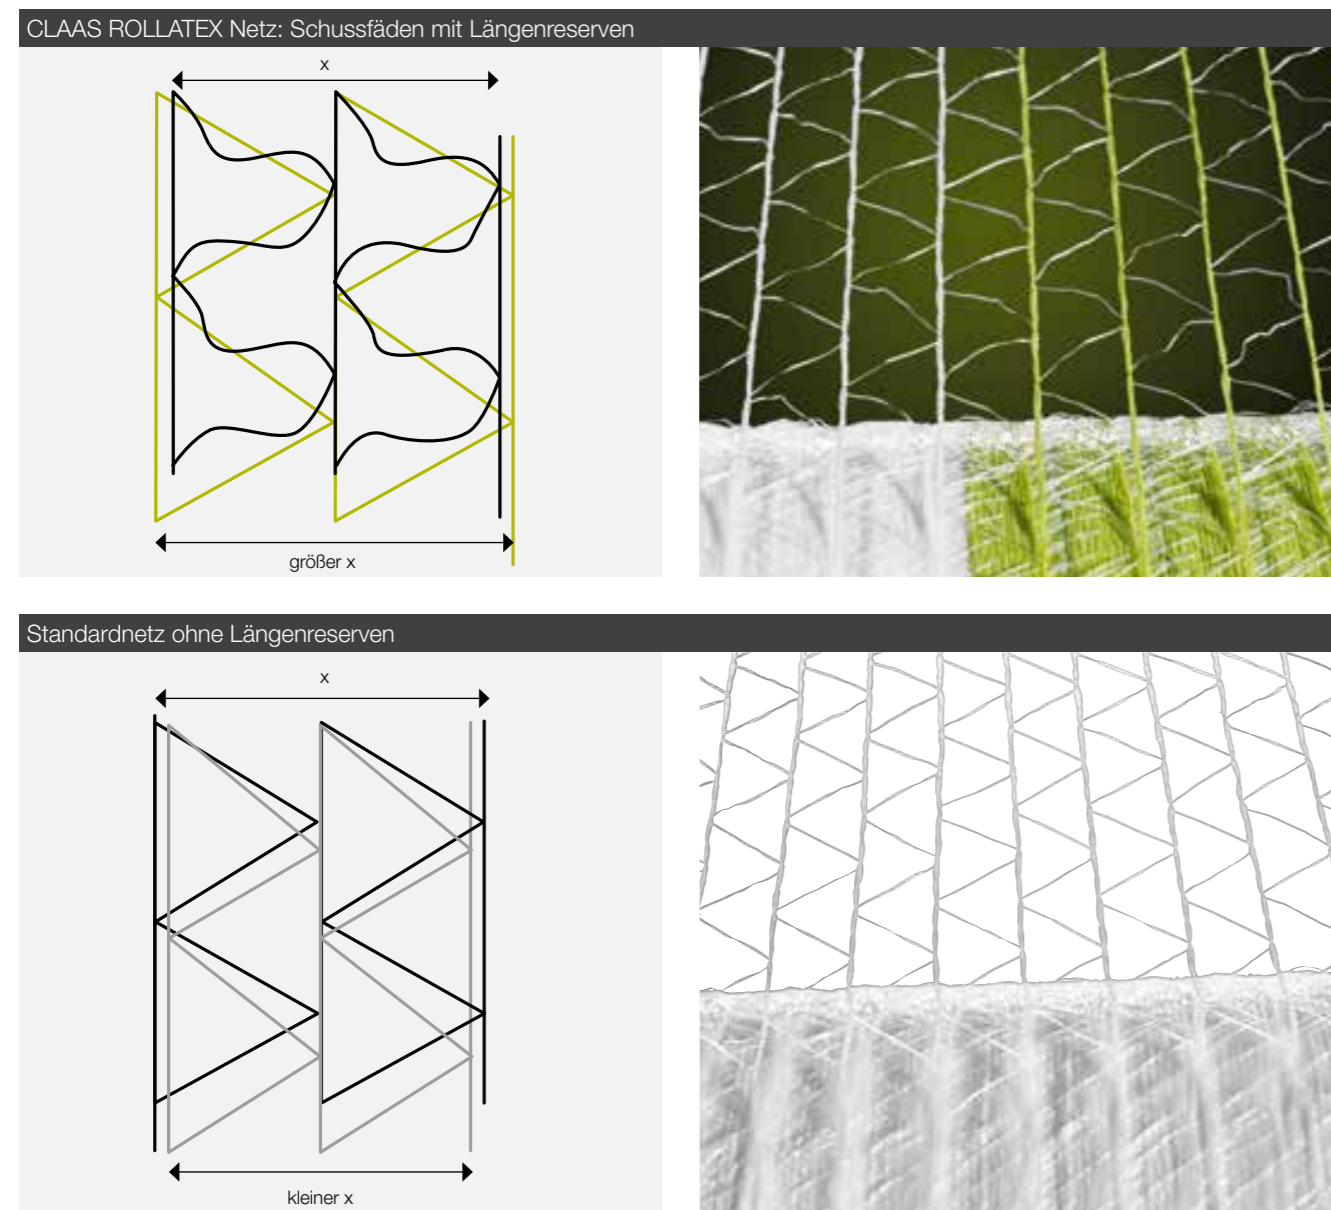 CLAAS ROLLATEX Netz: Schussfäden mit Längenreserven
x
größer x
Standardnetz ohne Längenreserven
x
kleiner x